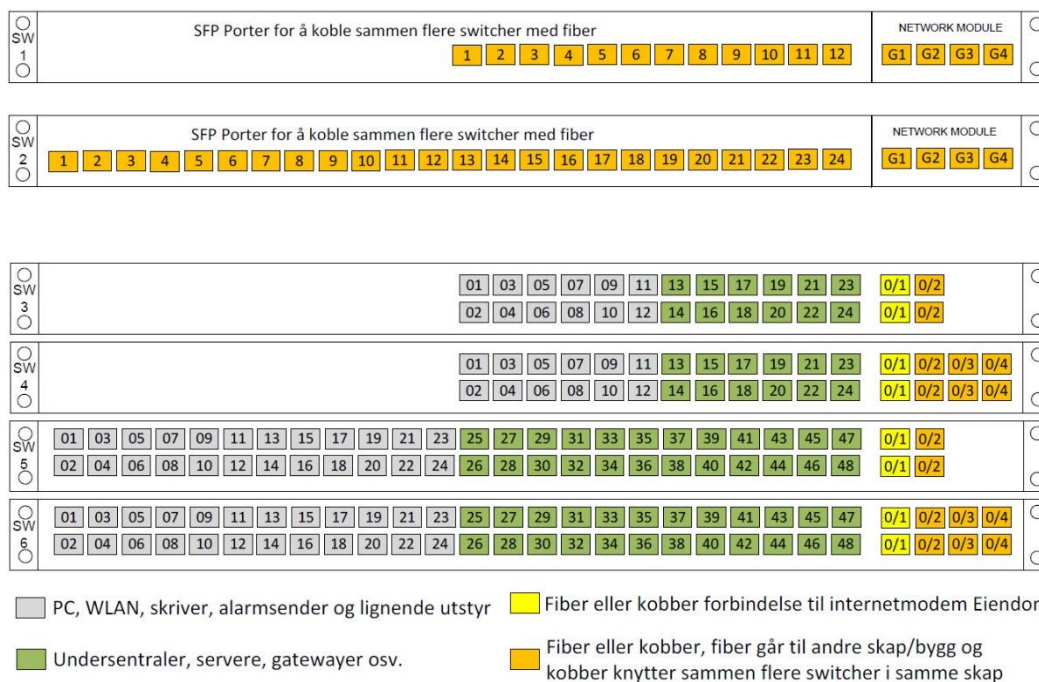 SW 1
SFP Porter for å koble sammen flere switcher med fiber
1 2 3 4 5 6 7 8 9 10 11 12
NETWORK MODULE
G1 G2 G3 G4
SW 2
SFP Porter for å koble sammen flere switcher med fiber
1 2 3 4 5 6 7 8 9 10 11 12 13 14 15 16 17 18 19 20 21 22 23 24
NETWORK MODULE
G1 G2 G3 G4
SW 3
01 03 05 07 09 11 13 15 17 19 21 23 0/1 0/2
02 04 06 08 10 12 14 16 18 20 22 24 0/1 0/2
SW 4
01 03 05 07 09 11 13 15 17 19 21 23 0/1 0/2 0/3 0/4
02 04 06 08 10 12 14 16 18 20 22 24 0/1 0/2 0/3 0/4
SW 5
01 03 05 07 09 11 13 15 17 19 21 23 25 27 29 31 33 35 37 39 41 43 45 47 0/1 0/2
02 04 06 08 10 12 14 16 18 20 22 24 26 28 30 32 34 36 38 40 42 44 46 48 0/1 0/2
SW 6
01 03 05 07 09 11 13 15 17 19 21 23 25 27 29 31 33 35 37 39 41 43 45 47 0/1 0/2 0/3 0/4
02 04 06 08 10 12 14 16 18 20 22 24 26 28 30 32 34 36 38 40 42 44 46 48 0/1 0/2 0/3 0/4
PC, WLAN, skriver, alarmsender og lignende utstyr
Fiber eller kobber forbindelse til internetmodem Eiendor
Undersentraler, servere, gatewayer osv.
Fiber eller kobber, fiber går til andre skap/bygg og
kobber knytter sammen flere switcher i samme skap